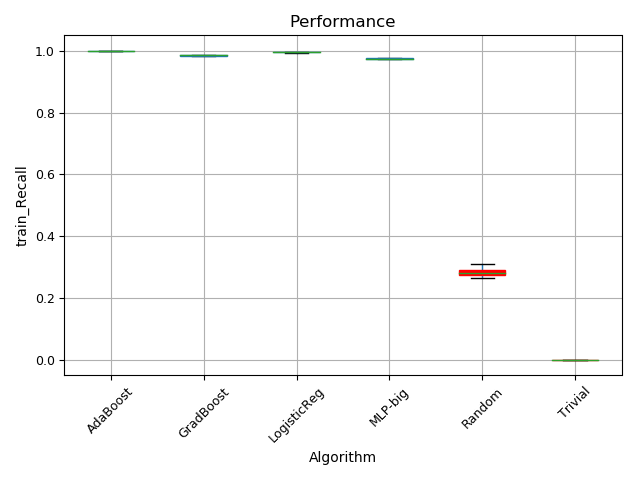 Performance
train_Recall
1.0
0.8
0.6
0.4
0.2
0.0
AdaBoost
GradBoost
LogisticReg
MLP-big
Random
Trivial
Algorithm